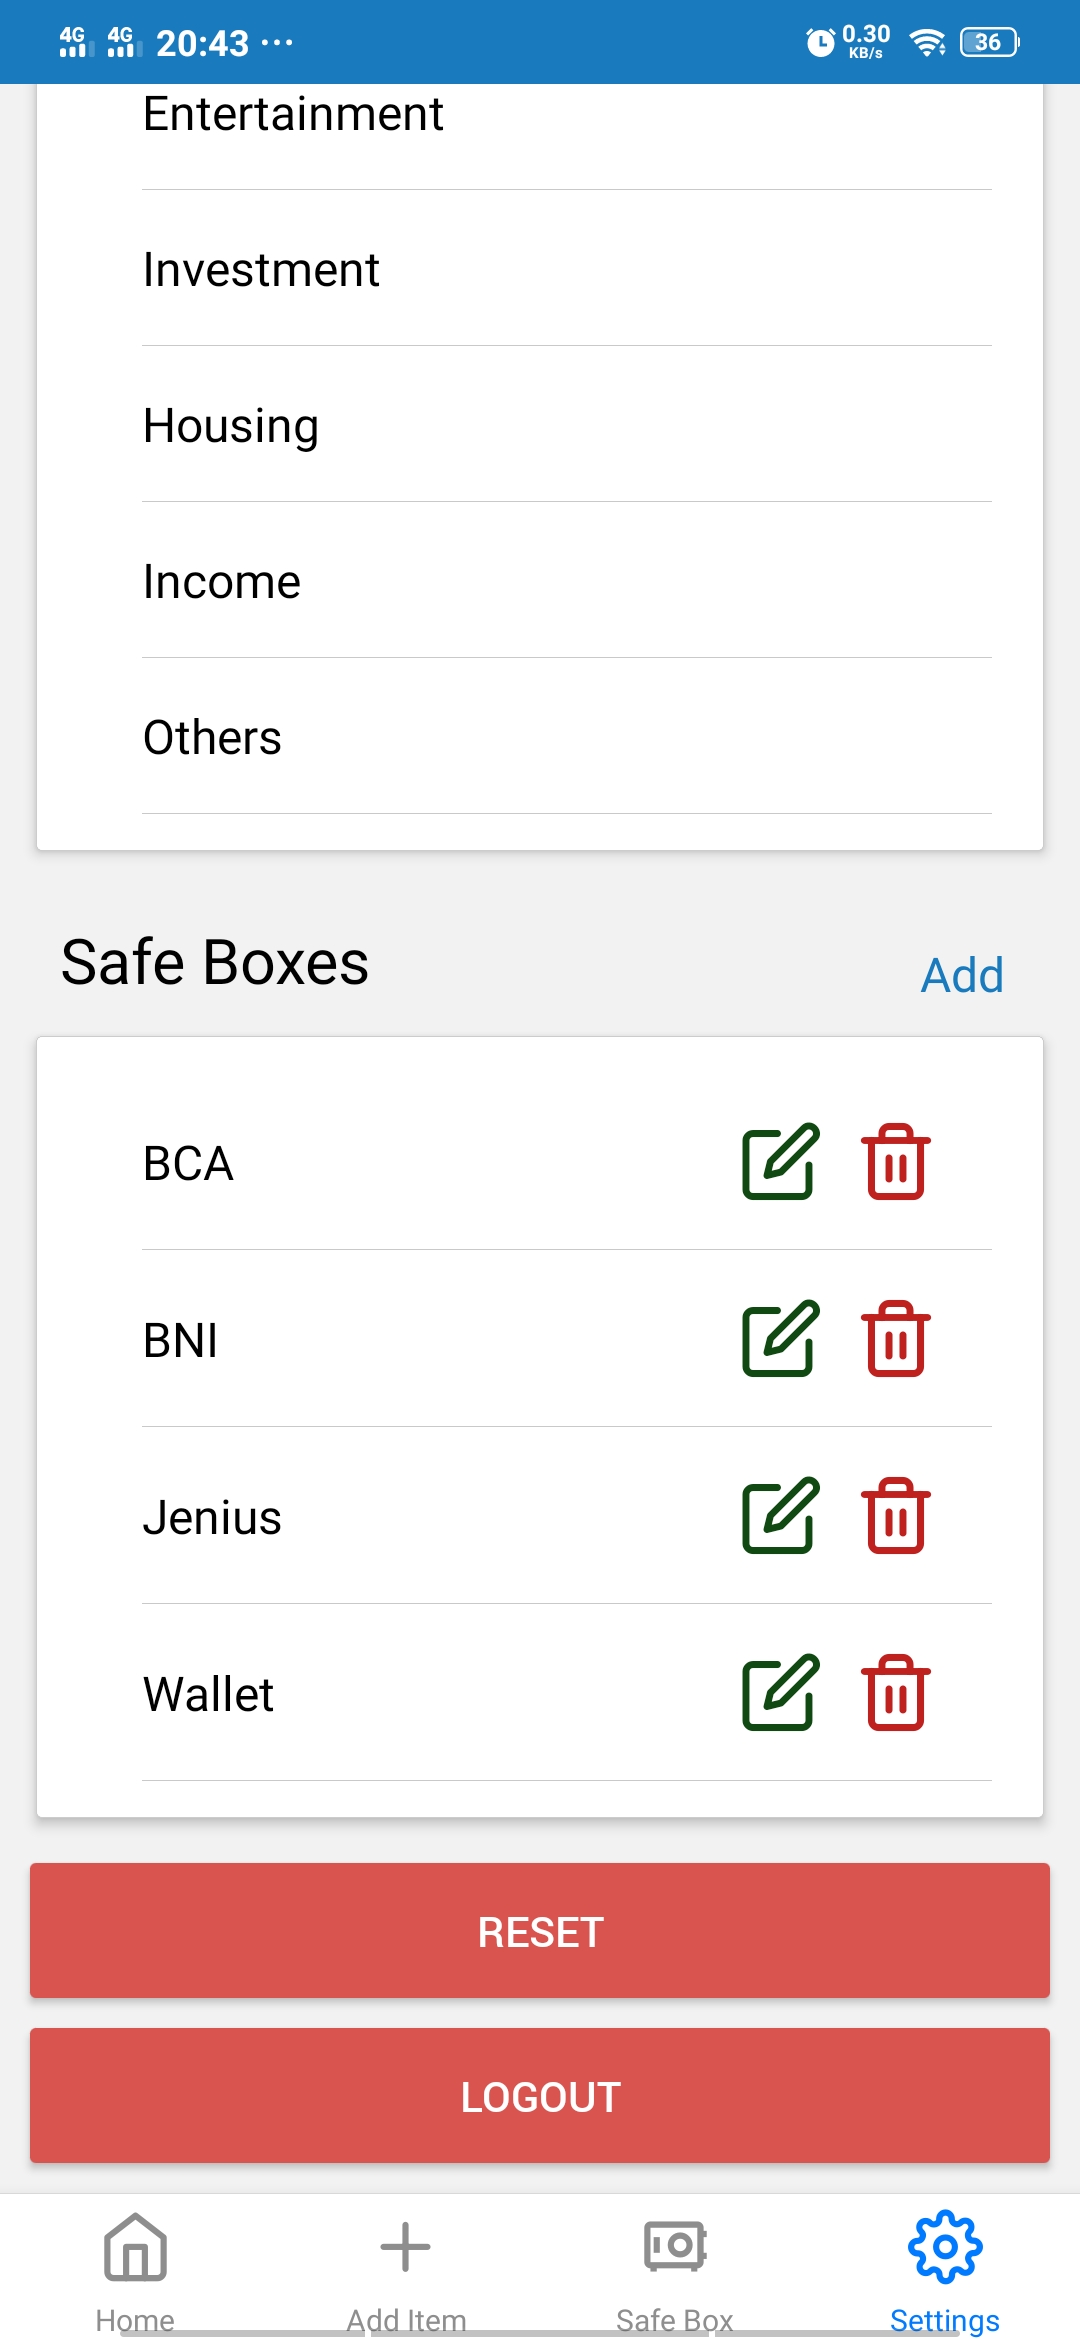 4G 4G 20:43 ... 0.30 KB/s 36
Entertainment
Investment
Housing
Income
Others
Safe Boxes Add
BCA
BNI
Jenius
Wallet
RESET
LOGOUT
Home Add Item Safe Box Settings